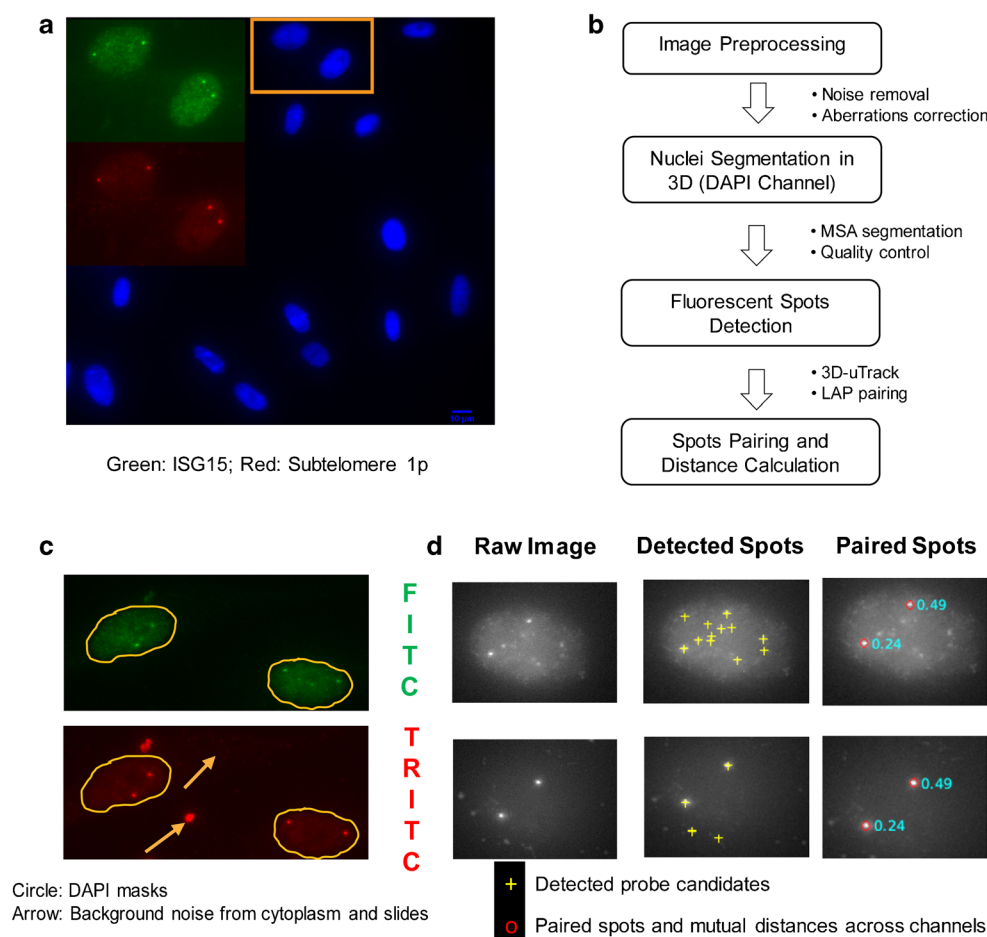 a
10 µm
Green: ISG15; Red: Subtelomere 1p
b
Image Preprocessing
• Noise removal
• Aberrations correction
Nuclei Segmentation in
3D (DAPI Channel)
• MSA segmentation
• Quality control
Fluorescent Spots
Detection
• 3D-uTrack
• LAP pairing
Spots Pairing and
Distance Calculation
c
F
I
T
C
T
R
I
T
C
Circle: DAPI masks
Arrow: Background noise from cytoplasm and slides
d
Raw Image
Detected Spots
Paired Spots
0.49
0.24
0.49
0.24
+ Detected probe candidates
o Paired spots and mutual distances across channels